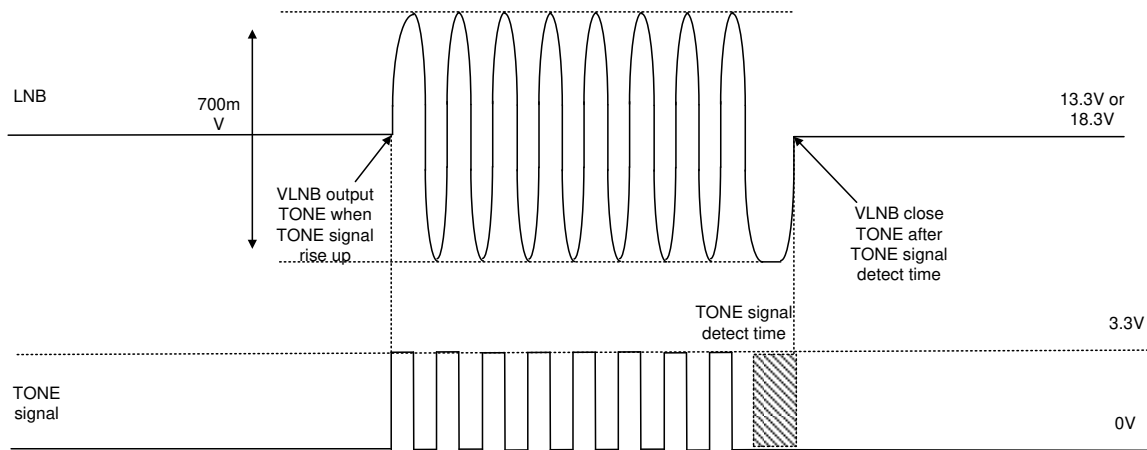 LNB
700m
V
13.3V or
18.3V
VLNB output
TONE when
TONE signal
rise up
VLNB close
TONE after
TONE signal
detect time
TONE signal
detect time
3.3V
TONE
signal
0V